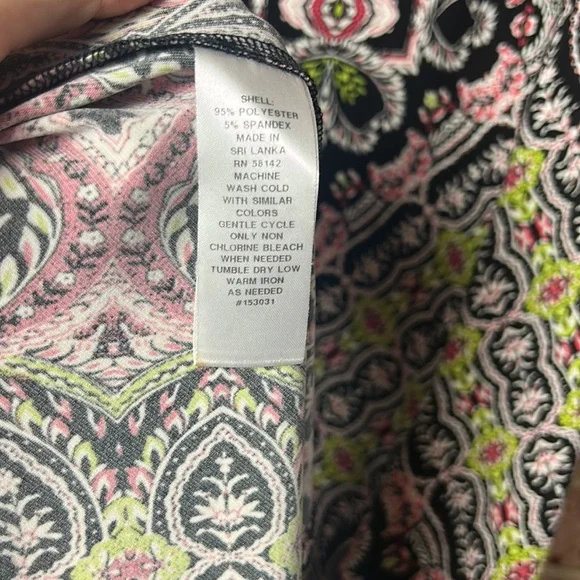 SHELL:
95% POLYESTER
5% SPANDEX
MADE IN
SRI LANKA
RN 58142
MACHINE
WASH COLD
WITH SIMILAR
COLORS
GENTLE CYCLE
ONLY NON
CHLORINE BLEACH
WHEN NEEDED
TUMBLE DRY LOW
WARM IRON
AS NEEDED
#153031